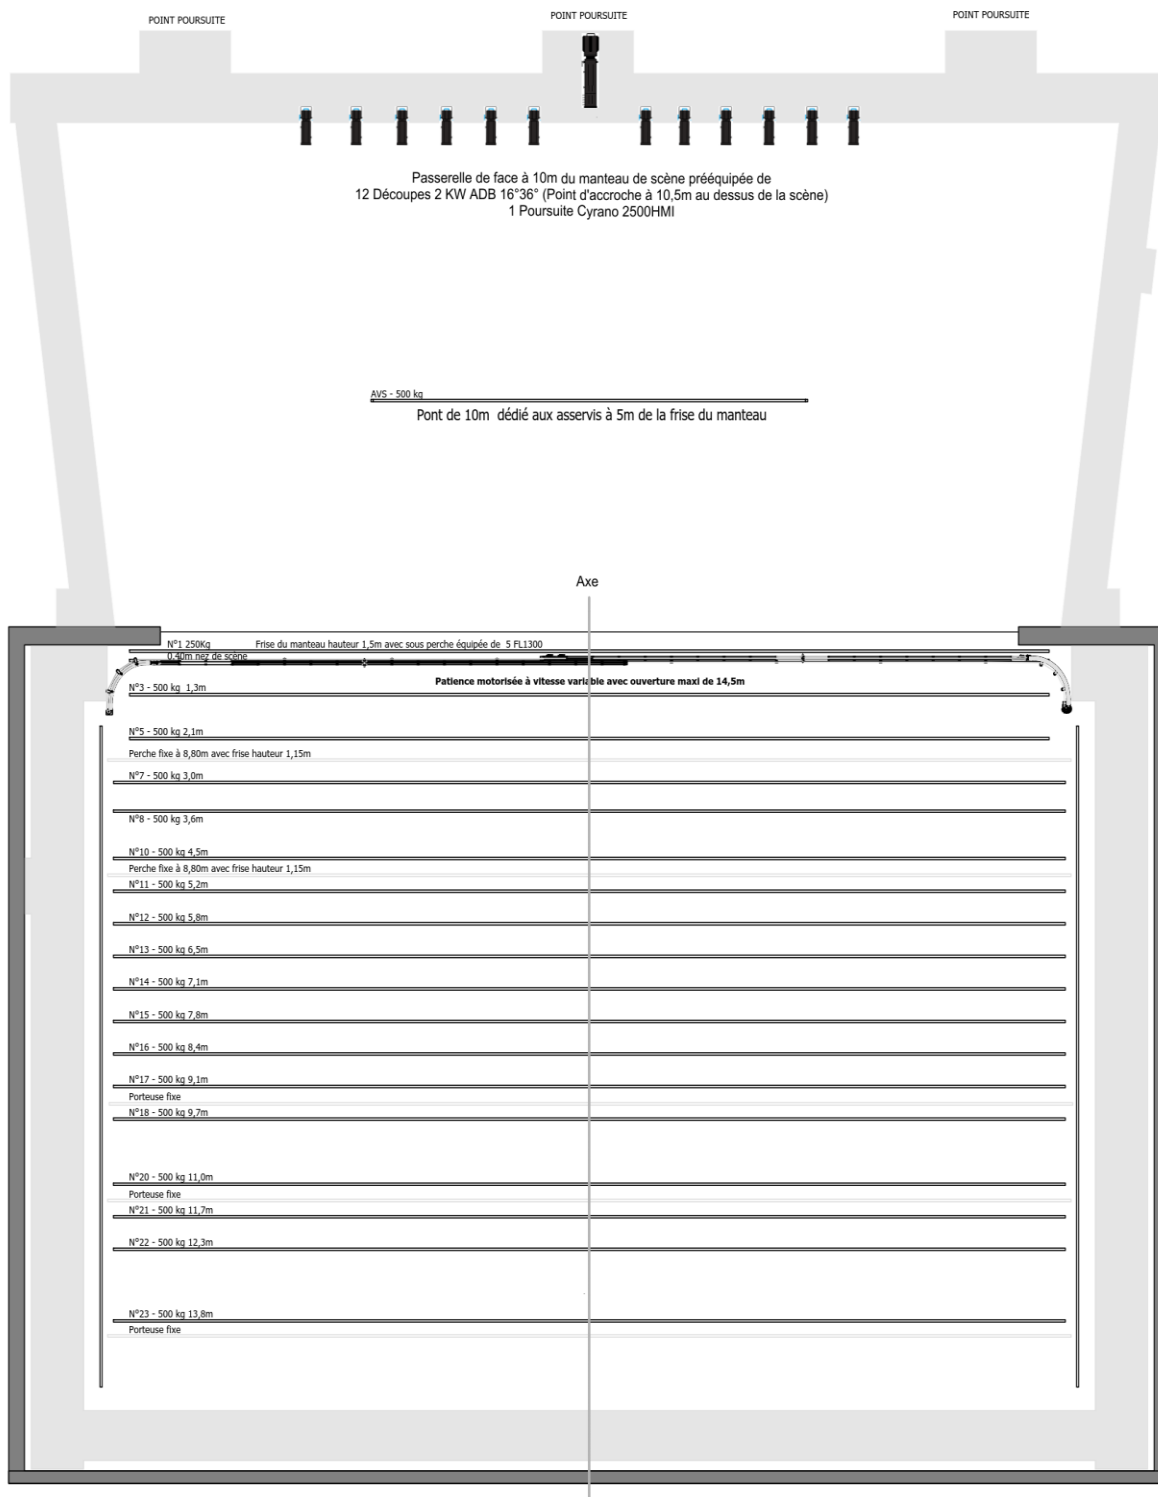 POINT POURSUITE
POINT POURSUITE
POINT POURSUITE
Passerelle de face à 10m du manteau de scène prééquipée de
12 Découpes 2 KW ADB 16°36° (Point d'accroche à 10,5m au dessus de la scène)
1 Poursuite Cyrano 2500HMI
AVS - 500 kg
Pont de 10m dédié aux asservis à 5m de la frise du manteau
Axe
N°1 250Kg Frise du manteau hauteur 1,5m avec sous perche équipée de 5 FL1300
0,40m nez de scène
Patience motorisée à vitesse variable avec ouverture maxi de 14,5m
N°3 - 500 kg 1,3m
N°5 - 500 kg 2,1m
Perche fixe à 8,80m avec frise hauteur 1,15m
N°7 - 500 kg 3,0m
N°8 - 500 kg 3,6m
N°10 - 500 kg 4,5m
Perche fixe à 8,80m avec frise hauteur 1,15m
N°11 - 500 kg 5,2m
N°12 - 500 kg 5,8m
N°13 - 500 kg 6,5m
N°14 - 500 kg 7,1m
N°15 - 500 kg 7,8m
N°16 - 500 kg 8,4m
N°17 - 500 kg 9,1m
Porteuse fixe
N°18 - 500 kg 9,7m
N°20 - 500 kg 11,0m
Porteuse fixe
N°21 - 500 kg 11,7m
N°22 - 500 kg 12,3m
N°23 - 500 kg 13,8m
Porteuse fixe